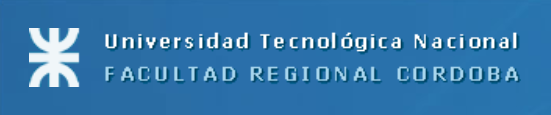 Universidad Tecnológica Nacional
FACULTAD REGIONAL CORDOBA